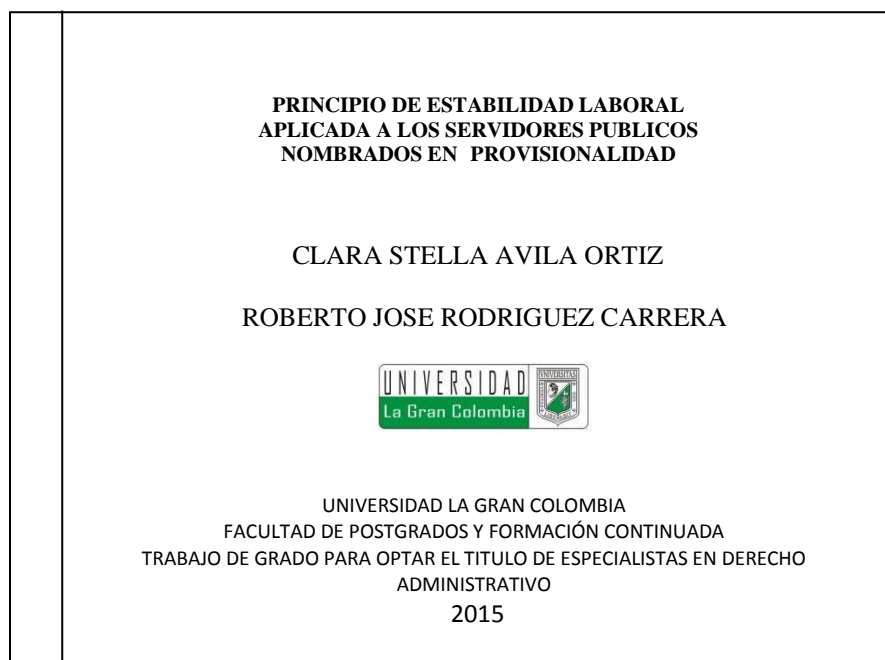 PRINCIPIO DE ESTABILIDAD LABORAL
APLICADA A LOS SERVIDORES PUBLICOS
NOMBRADOS EN PROVISIONALIDAD
CLARA STELLA AVILA ORTIZ
ROBERTO JOSE RODRIGUEZ CARRERA
UNIVERSIDAD
La Gran Colombia
UNIVERSIDAD LA GRAN COLOMBIA
FACULTAD DE POSTGRADOS Y FORMACIÓN CONTINUADA
TRABAJO DE GRADO PARA OPTAR EL TITULO DE ESPECIALISTAS EN DERECHO
ADMINISTRATIVO
2015